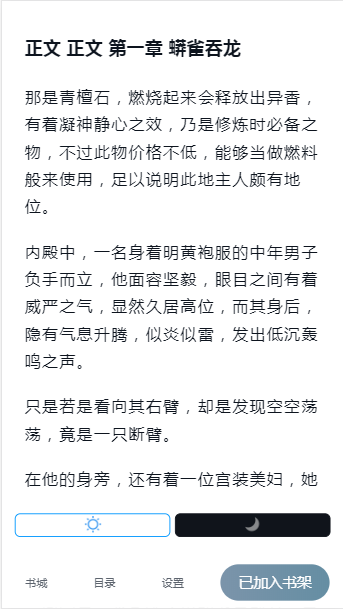 正文 正文 第一章 蟒雀吞龙
那是青檀石，燃烧起来会释放出异香，
有着凝神静心之效，乃是修炼时必备之
物，不过此物价格不低，能够当做燃料
般来使用，足以说明此地主人颇有地
位。
内殿中，一名身着明黄袍服的中年男子
负手而立，他面容坚毅，眼目之间有着
威严之气，显然久居高位，而其身后，
隐有气息升腾，似炎似雷，发出低沉轰
鸣之声。
只是若是看向其右臂，却是发现空空荡
荡，竟是一只断臂。
在他的身旁，还有着一位宫装美妇，她
书城 目录 设置 已加入书架